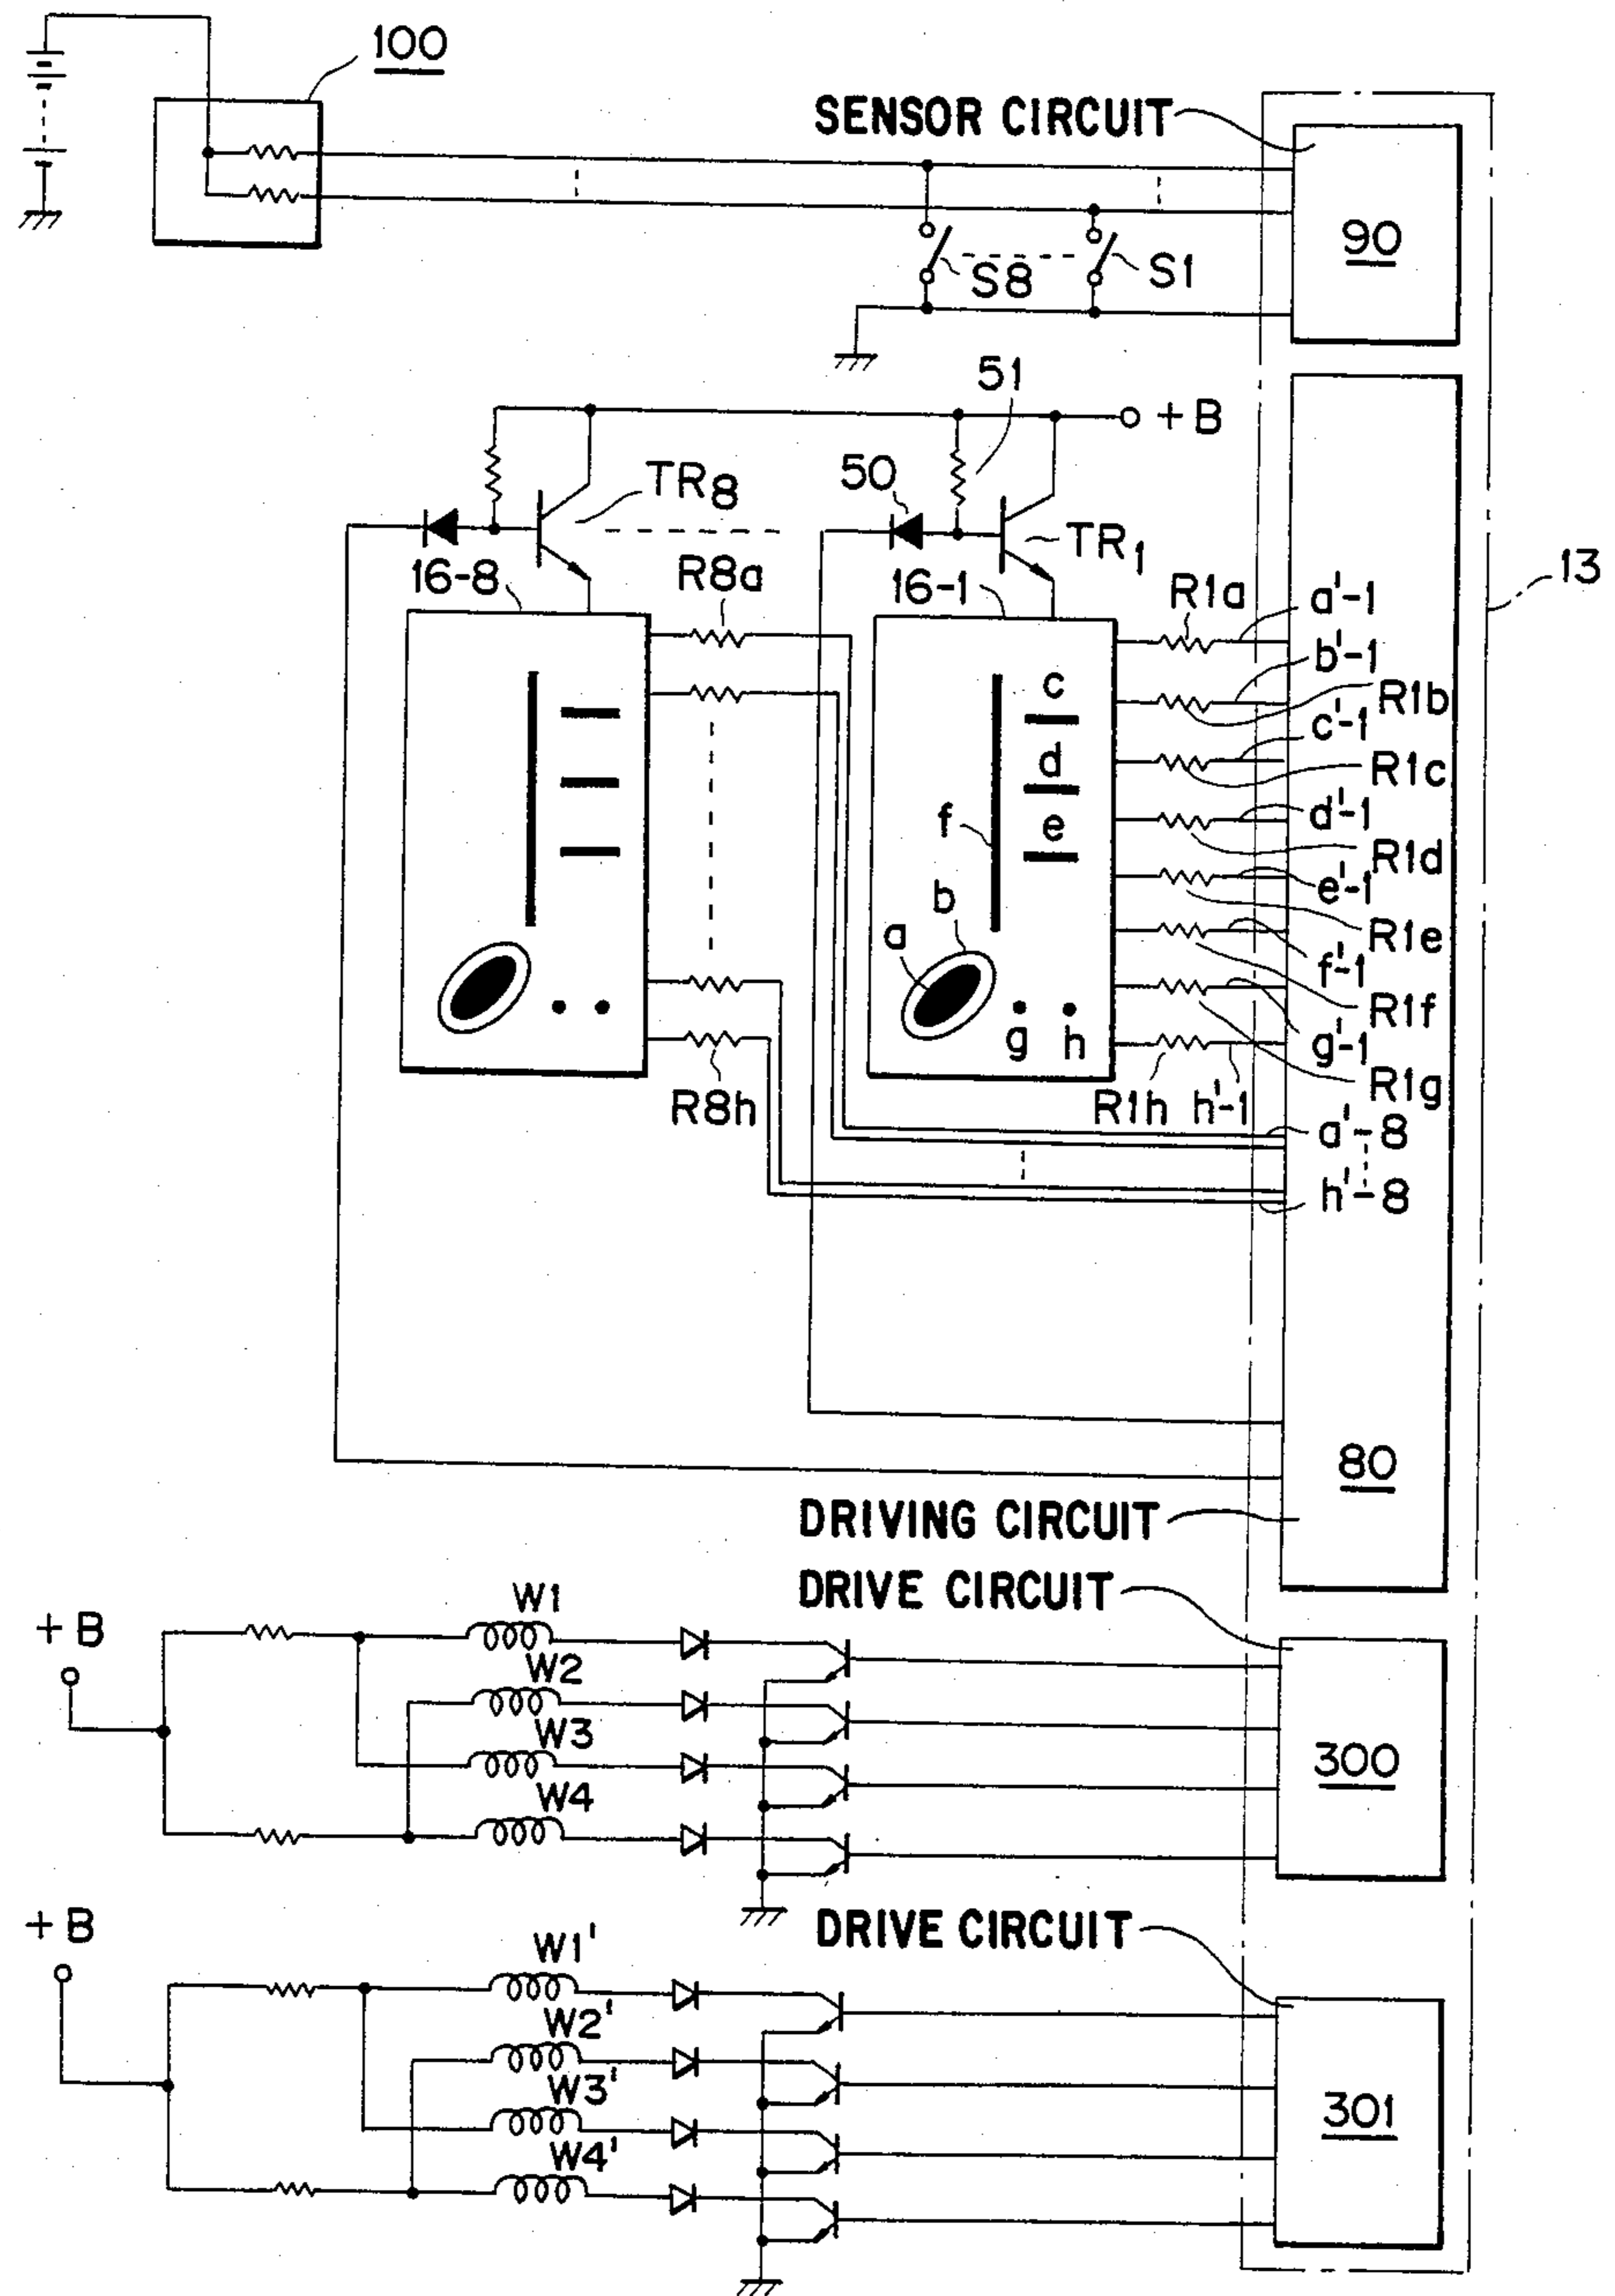 100
SENSOR CIRCUIT
90
S8
S1
51
+B
50
TR8
TR1
13
16-8
R8a
16-1
R1a
a'-1
b'-1
R1b
c
c'-1
R1c
d
d'-1
R1d
e
f
e'-1
R1e
b
a
f'-1
R1f
g
h
g'-1
R1g
R8h
R1h
h'-1
a'-8
h'-8
80
DRIVING CIRCUIT
DRIVE CIRCUIT
+B
W1
W2
W3
W4
300
+B
DRIVE CIRCUIT
W1'
W2'
W3'
W4'
301